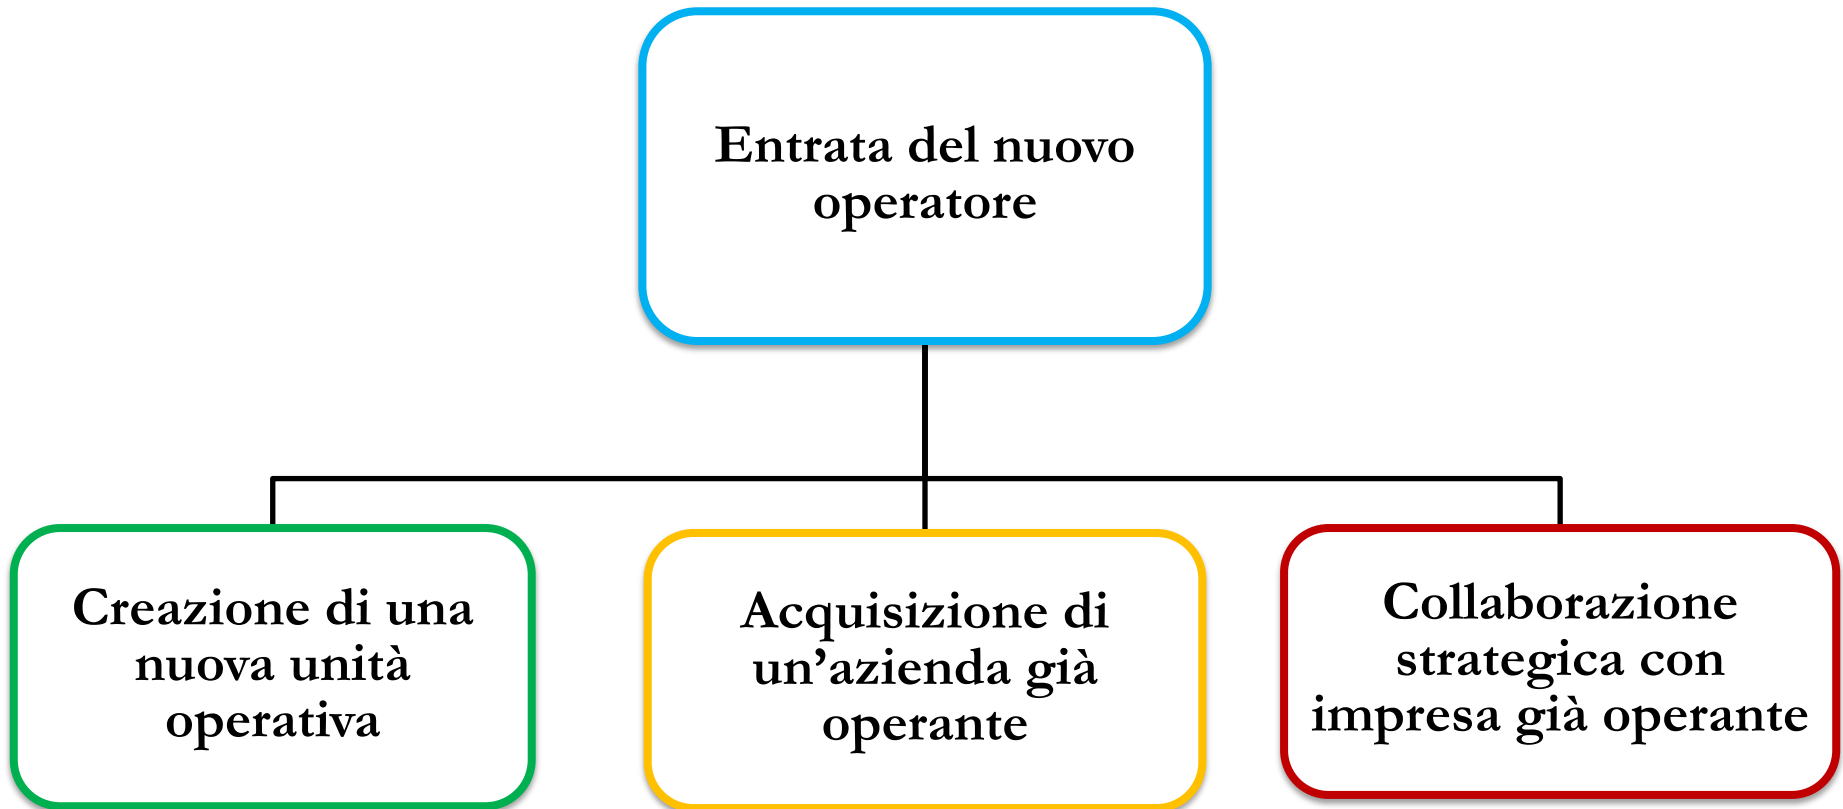 Entrata del nuovo
operatore
Creazione di una
nuova unità
operativa
Acquisizione di
un’azienda già
operante
Collaborazione
strategica con
impresa già operante